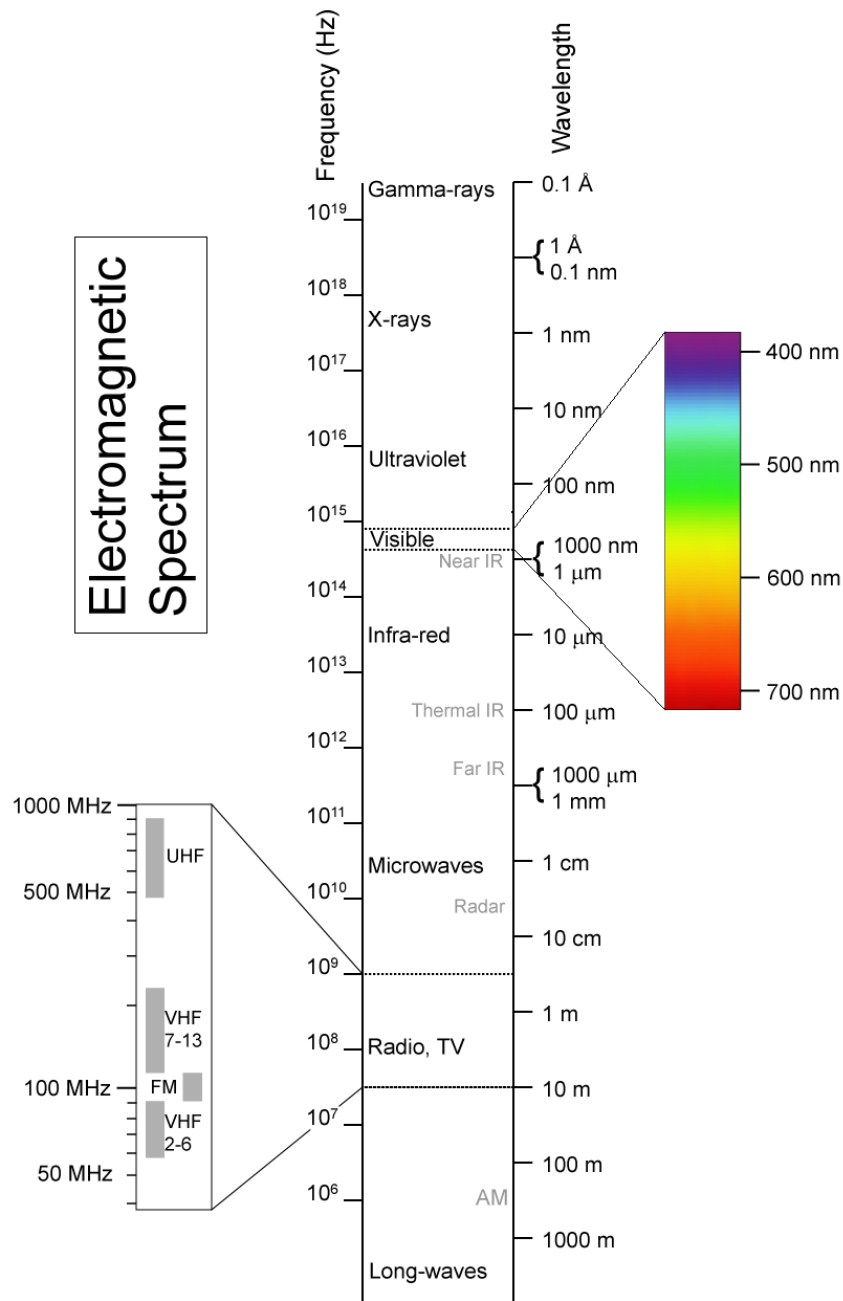 Frequency (Hz)
Wavelength
Electromagnetic
Spectrum
Gamma-rays
X-rays
Ultraviolet
Visible
Near IR
Infra-red
Thermal IR
Far IR
Microwaves
Radar
Radio, TV
AM
Long-waves
10¹⁹
10¹⁸
10¹⁷
10¹⁶
10¹⁵
10¹⁴
10¹³
10¹²
10¹¹
10¹⁰
10⁹
10⁸
10⁷
10⁶
0.1 Å
1 Å
0.1 nm
1 nm
10 nm
100 nm
1000 nm
1 μm
10 μm
100 μm
1000 μm
1 mm
1 cm
10 cm
1 m
10 m
100 m
1000 m
400 nm
500 nm
600 nm
700 nm
1000 MHz
500 MHz
100 MHz
50 MHz
UHF
VHF
7-13
FM
VHF
2-6